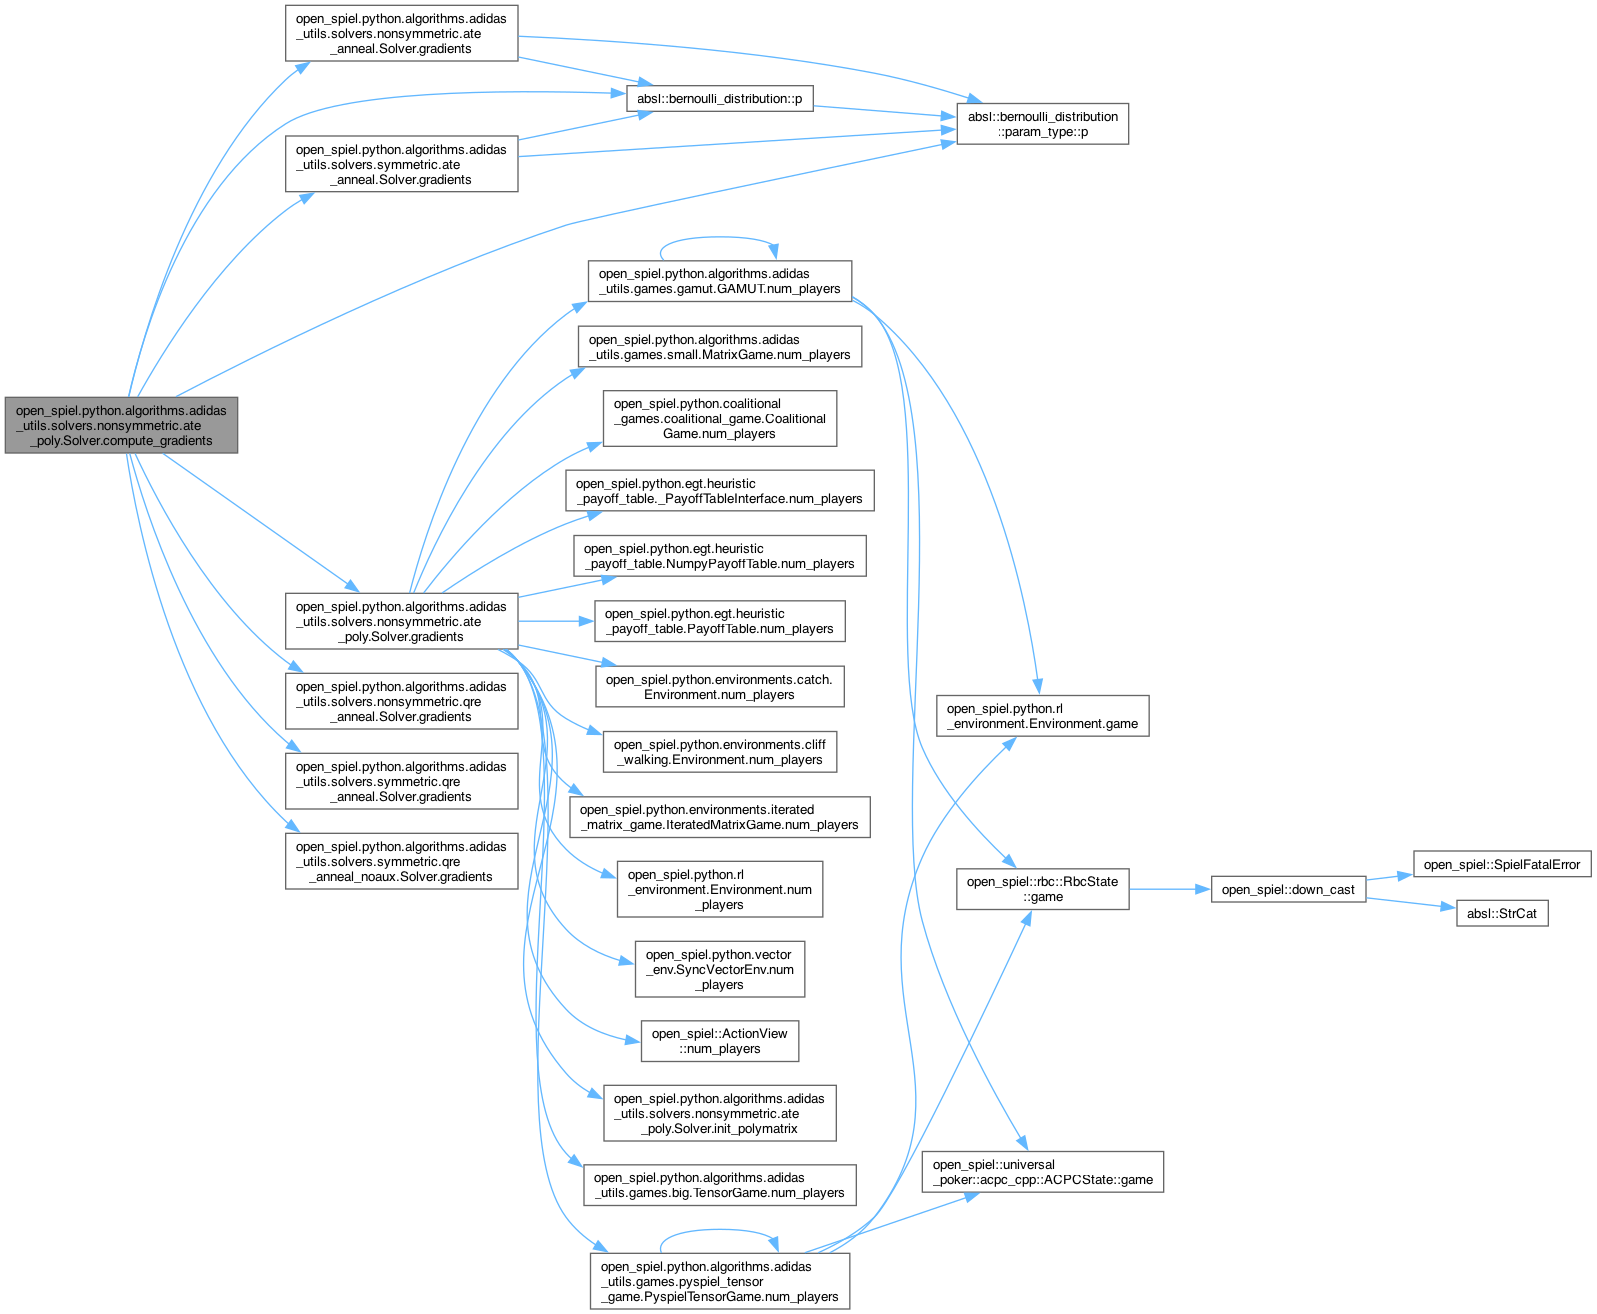 open_spiel.python.algorithms.adidas
_utils.solvers.nonsymmetric.ate
_poly.Solver.compute_gradients
open_spiel.python.algorithms.adidas
_utils.solvers.nonsymmetric.ate
_anneal.Solver.gradients
absl::bernoulli_distribution::p
absl::bernoulli_distribution
::param_type::p
open_spiel.python.algorithms.adidas
_utils.solvers.symmetric.ate
_anneal.Solver.gradients
open_spiel.python.algorithms.adidas
_utils.solvers.nonsymmetric.ate
_poly.Solver.gradients
open_spiel.python.algorithms.adidas
_utils.solvers.nonsymmetric.qre
_anneal.Solver.gradients
open_spiel.python.algorithms.adidas
_utils.solvers.symmetric.qre
_anneal.Solver.gradients
open_spiel.python.algorithms.adidas
_utils.solvers.symmetric.qre
_anneal_noaux.Solver.gradients
open_spiel.python.algorithms.adidas
_utils.games.gamut.GAMUT.num_players
open_spiel.python.algorithms.adidas
_utils.games.small.MatrixGame.num_players
open_spiel.python.coalitional
_games.coalitional_game.Coalitional
Game.num_players
open_spiel.python.egt.heuristic
_payoff_table._PayoffTableInterface.num_players
open_spiel.python.egt.heuristic
_payoff_table.NumpyPayoffTable.num_players
open_spiel.python.egt.heuristic
_payoff_table.PayoffTable.num_players
open_spiel.python.environments.catch.
Environment.num_players
open_spiel.python.environments.cliff
_walking.Environment.num_players
open_spiel.python.environments.iterated
_matrix_game.IteratedMatrixGame.num_players
open_spiel.python.rl
_environment.Environment.num
_players
open_spiel.python.vector
_env.SyncVectorEnv.num
_players
open_spiel::ActionView
::num_players
open_spiel.python.algorithms.adidas
_utils.solvers.nonsymmetric.ate
_poly.Solver.init_polymatrix
open_spiel.python.algorithms.adidas
_utils.games.big.TensorGame.num_players
open_spiel.python.algorithms.adidas
_utils.games.pyspiel_tensor
_game.PyspielTensorGame.num_players
open_spiel.python.rl
_environment.Environment.game
open_spiel::rbc::RbcState
::game
open_spiel::universal
_poker::acpc_cpp::ACPCState::game
open_spiel::down_cast
open_spiel::SpielFatalError
absl::StrCat